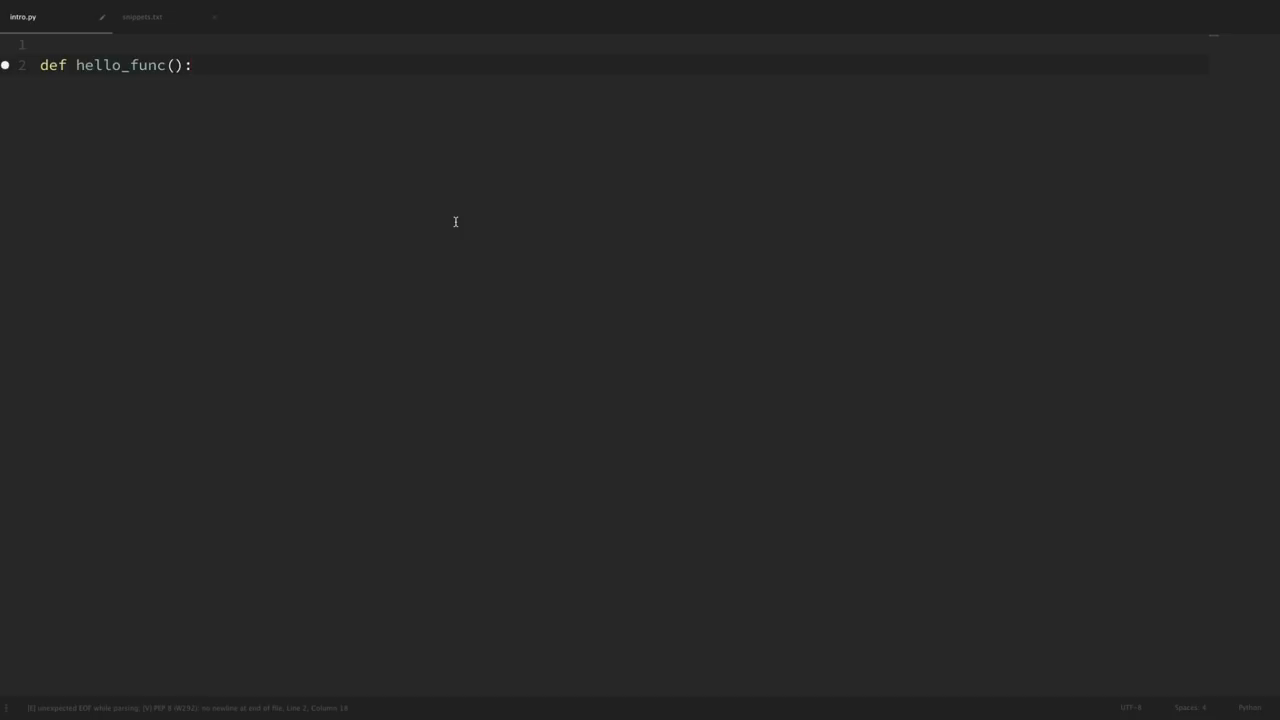 intro.py
snippets.txt
1
2 def hello_func():
[E] unexpected EOF while parsing; [V] PEP 8 (W292): no newline at end of file, Line 2, Column 18
UTF-8
Spaces: 4
Python